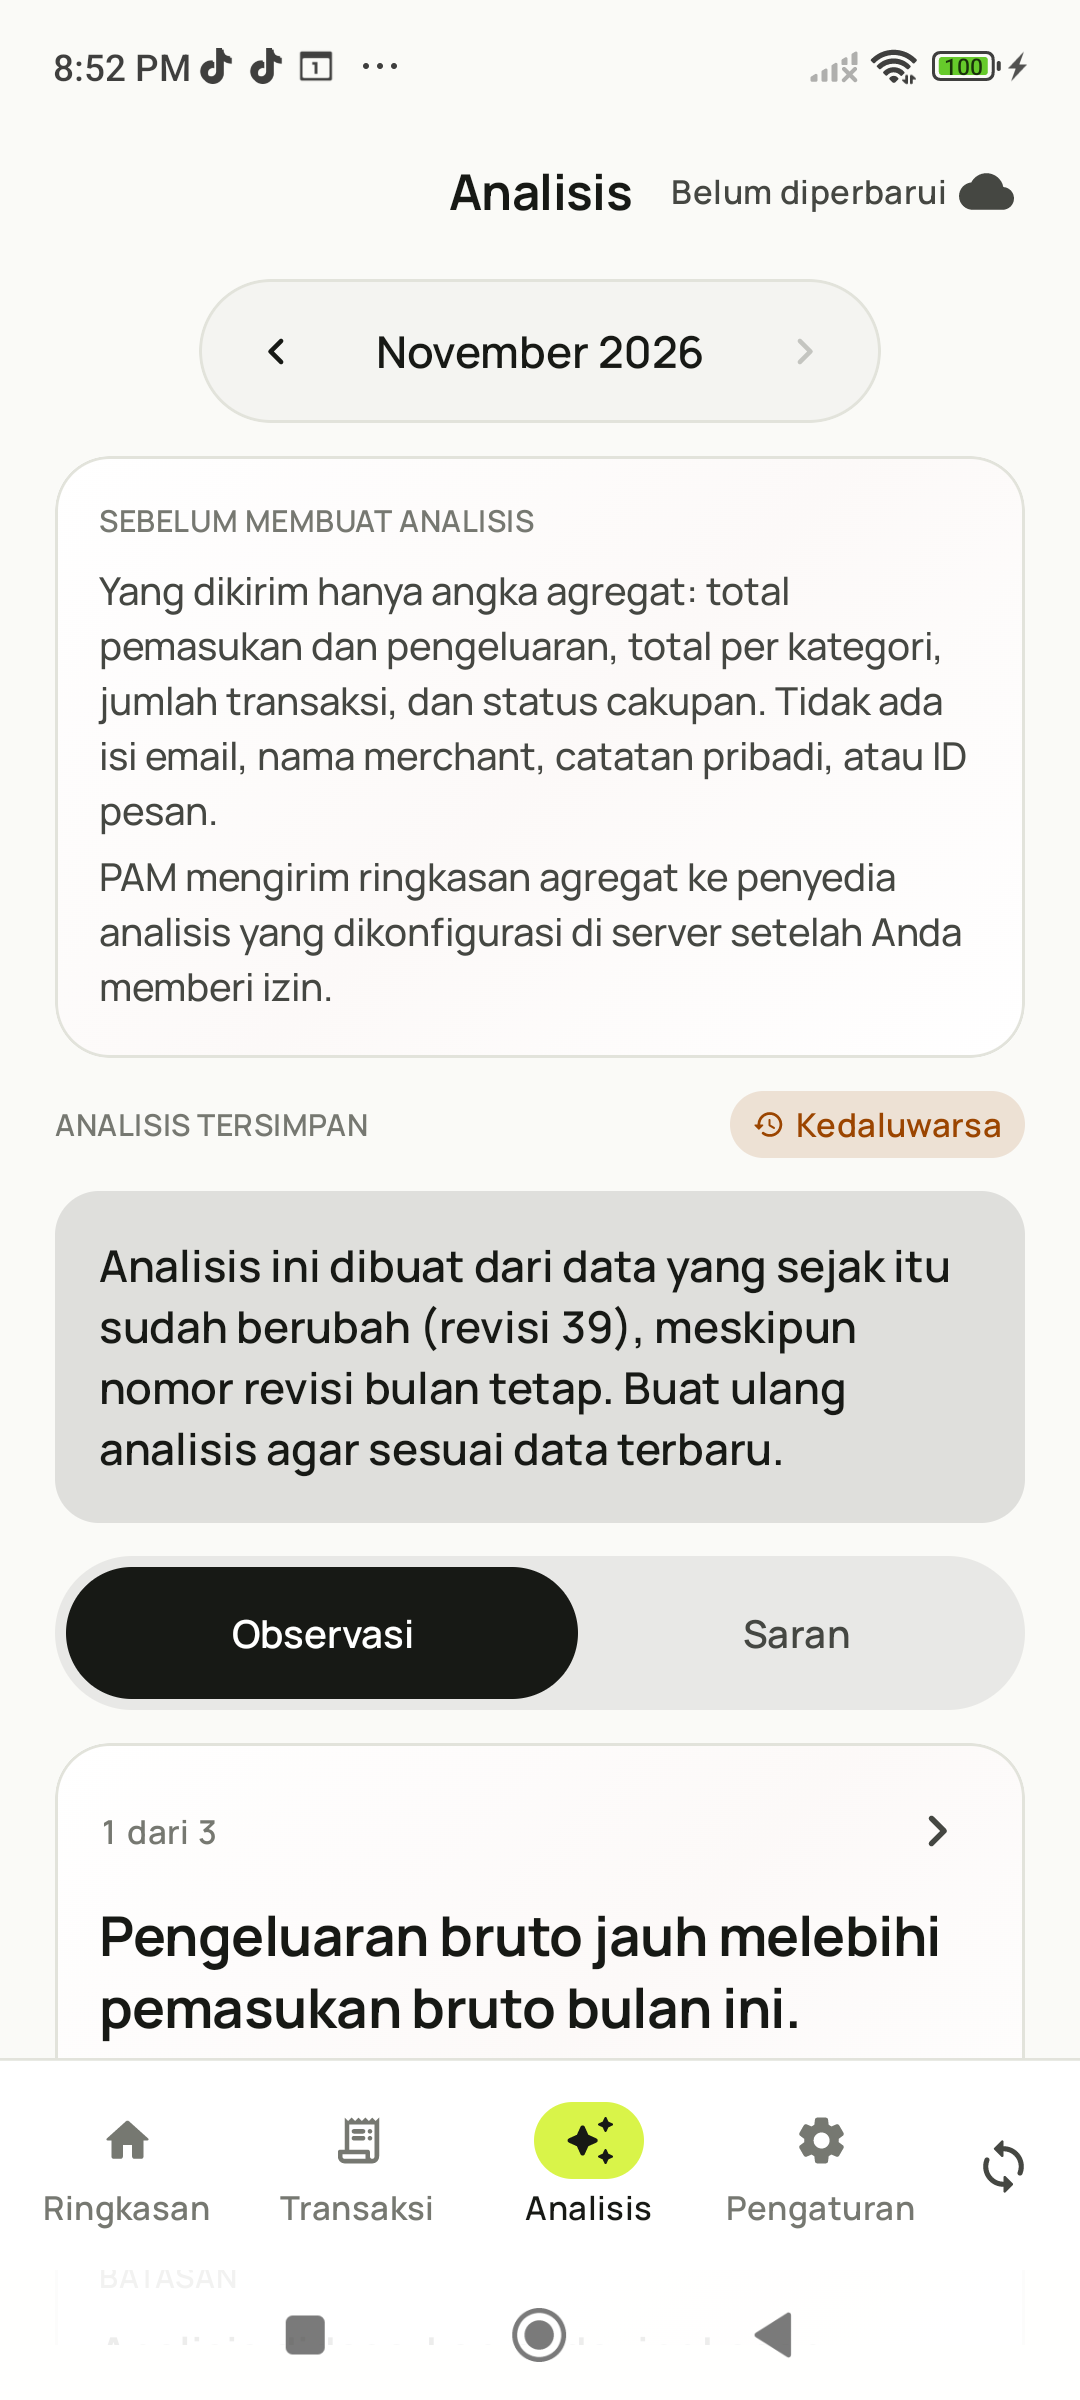 8:52 PM
100
Analisis
Belum diperbarui
November 2026
SEBELUM MEMBUAT ANALISIS
Yang dikirim hanya angka agregat: total
pemasukan dan pengeluaran, total per kategori,
jumlah transaksi, dan status cakupan. Tidak ada
isi email, nama merchant, catatan pribadi, atau ID
pesan.
PAM mengirim ringkasan agregat ke penyedia
analisis yang dikonfigurasi di server setelah Anda
memberi izin.
ANALISIS TERSIMPAN
Kedaluwarsa
Analisis ini dibuat dari data yang sejak itu
sudah berubah (revisi 39), meskipun
nomor revisi bulan tetap. Buat ulang
analisis agar sesuai data terbaru.
Observasi
Saran
1 dari 3
Pengeluaran bruto jauh melebihi
pemasukan bruto bulan ini.
Ringkasan
Transaksi
Analisis
Pengaturan
BATASAN